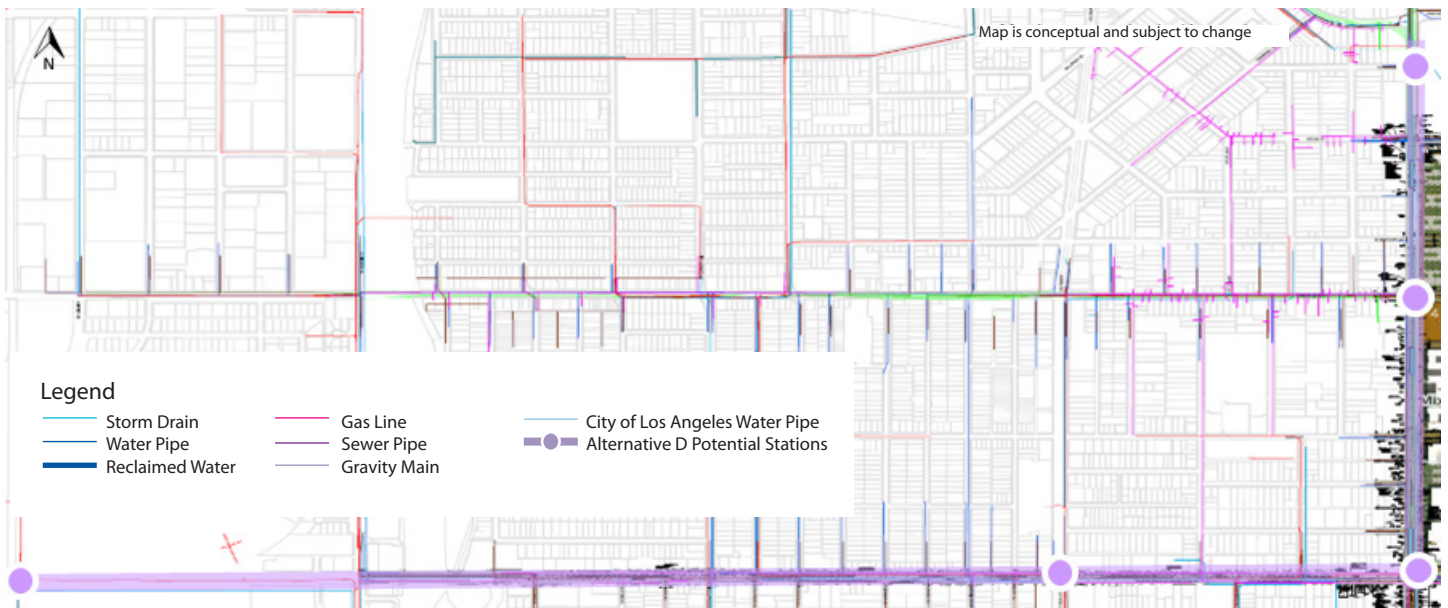 Map is conceptual and subject to change
N
Legend
Storm Drain
Water Pipe
Reclaimed Water
Gas Line
Sewer Pipe
Gravity Main
City of Los Angeles Water Pipe
Alternative D Potential Stations